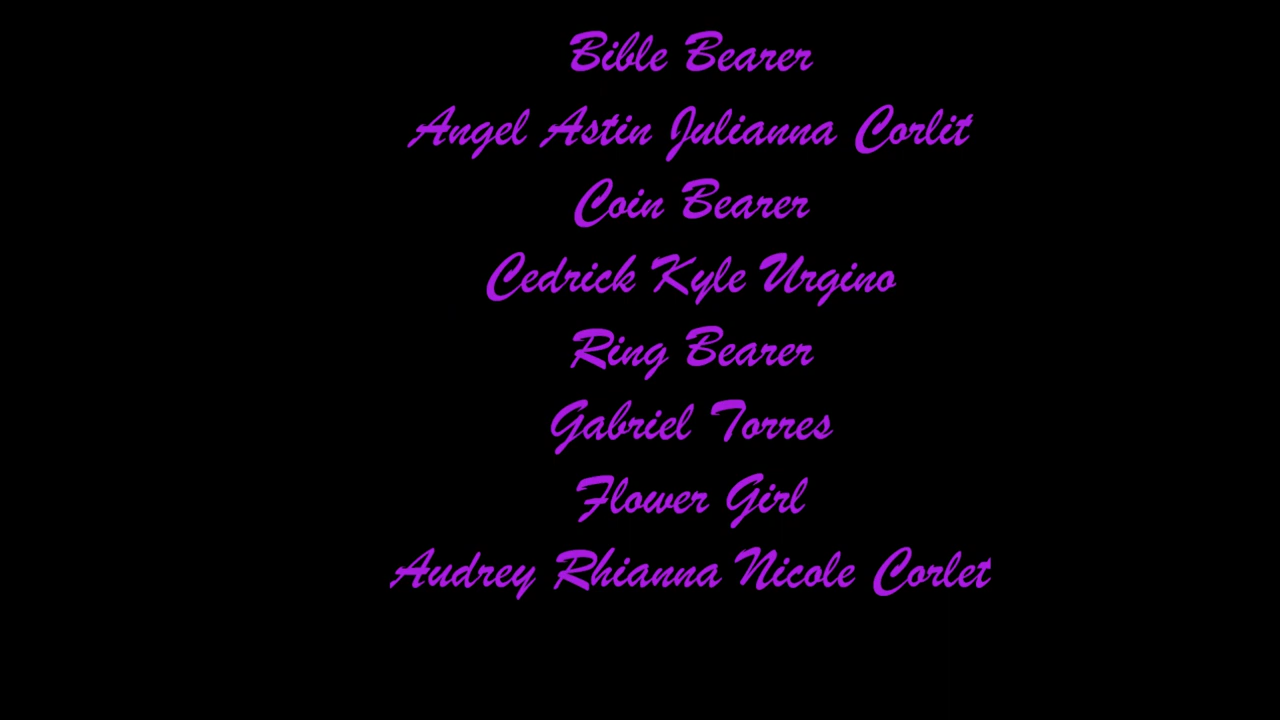 Bible Bearer
Angel Astin Julianna Corlit
Coin Bearer
Cedrick Kyle Urgino
Ring Bearer
Gabriel Torres
Flower Girl
Audrey Rhianna Nicole Corlet